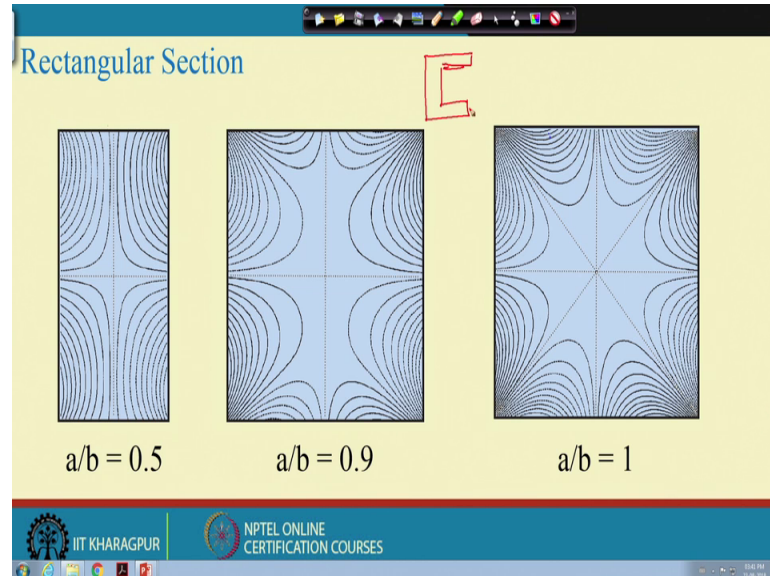 Rectangular Section
a/b = 0.5
a/b = 0.9
a/b = 1
IIT KHARAGPUR
NPTEL ONLINE
CERTIFICATION COURSES